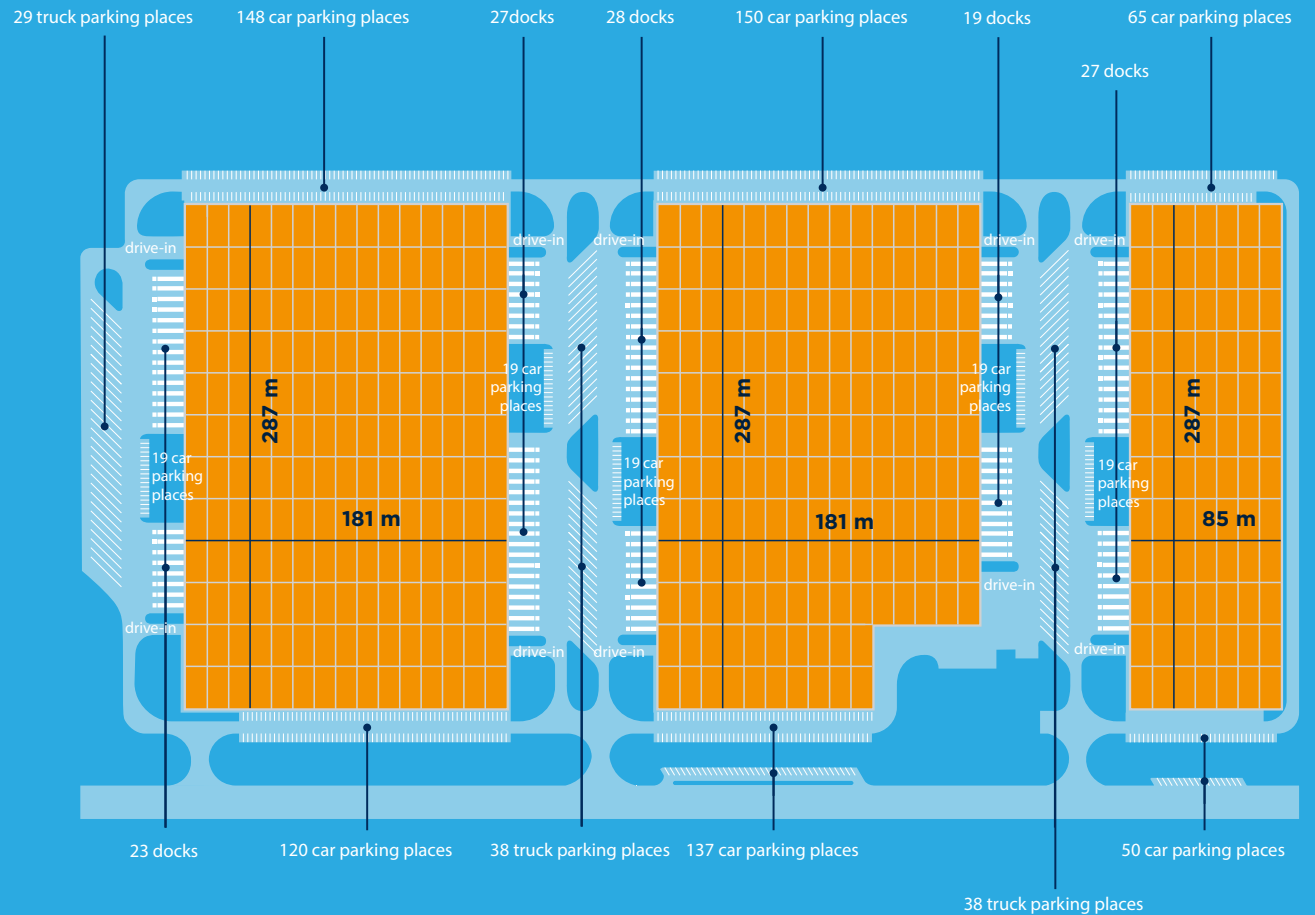 29 truck parking places
148 car parking places
27docks
28 docks
150 car parking places
19 docks
65 car parking places
27 docks
drive-in
drive-in
drive-in
drive-in
drive-in
19 car
parking
places
19 car
parking
places
287 m
287 m
287 m
19 car
parking
places
19 car
parking
places
19 car
parking
places
181 m
181 m
85 m
drive-in
drive-in
drive-in
drive-in
drive-in
23 docks
120 car parking places
38 truck parking places
137 car parking places
50 car parking places
38 truck parking places